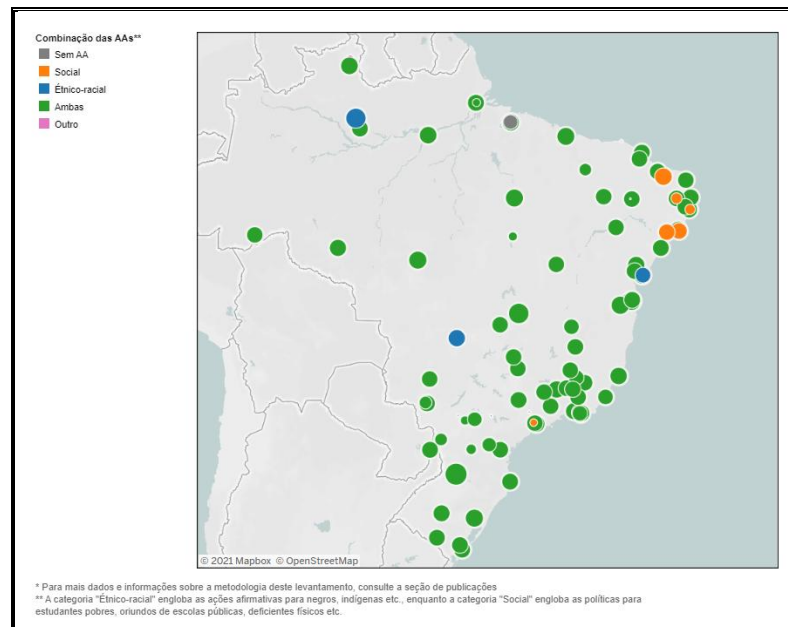 Combinação das AAs**
Sem AA
Social
Étnico-racial
Ambas
Outro
© 2021 Mapbox © OpenStreetMap
* Para mais dados e informações sobre a metodologia deste levantamento, consulte a seção de publicações
** A categoria "Étnico-racial" engloba as ações afirmativas para negros, indígenas etc., enquanto a categoria "Social" engloba as políticas para
estudantes pobres, oriundos de escolas públicas, deficientes físicos etc.